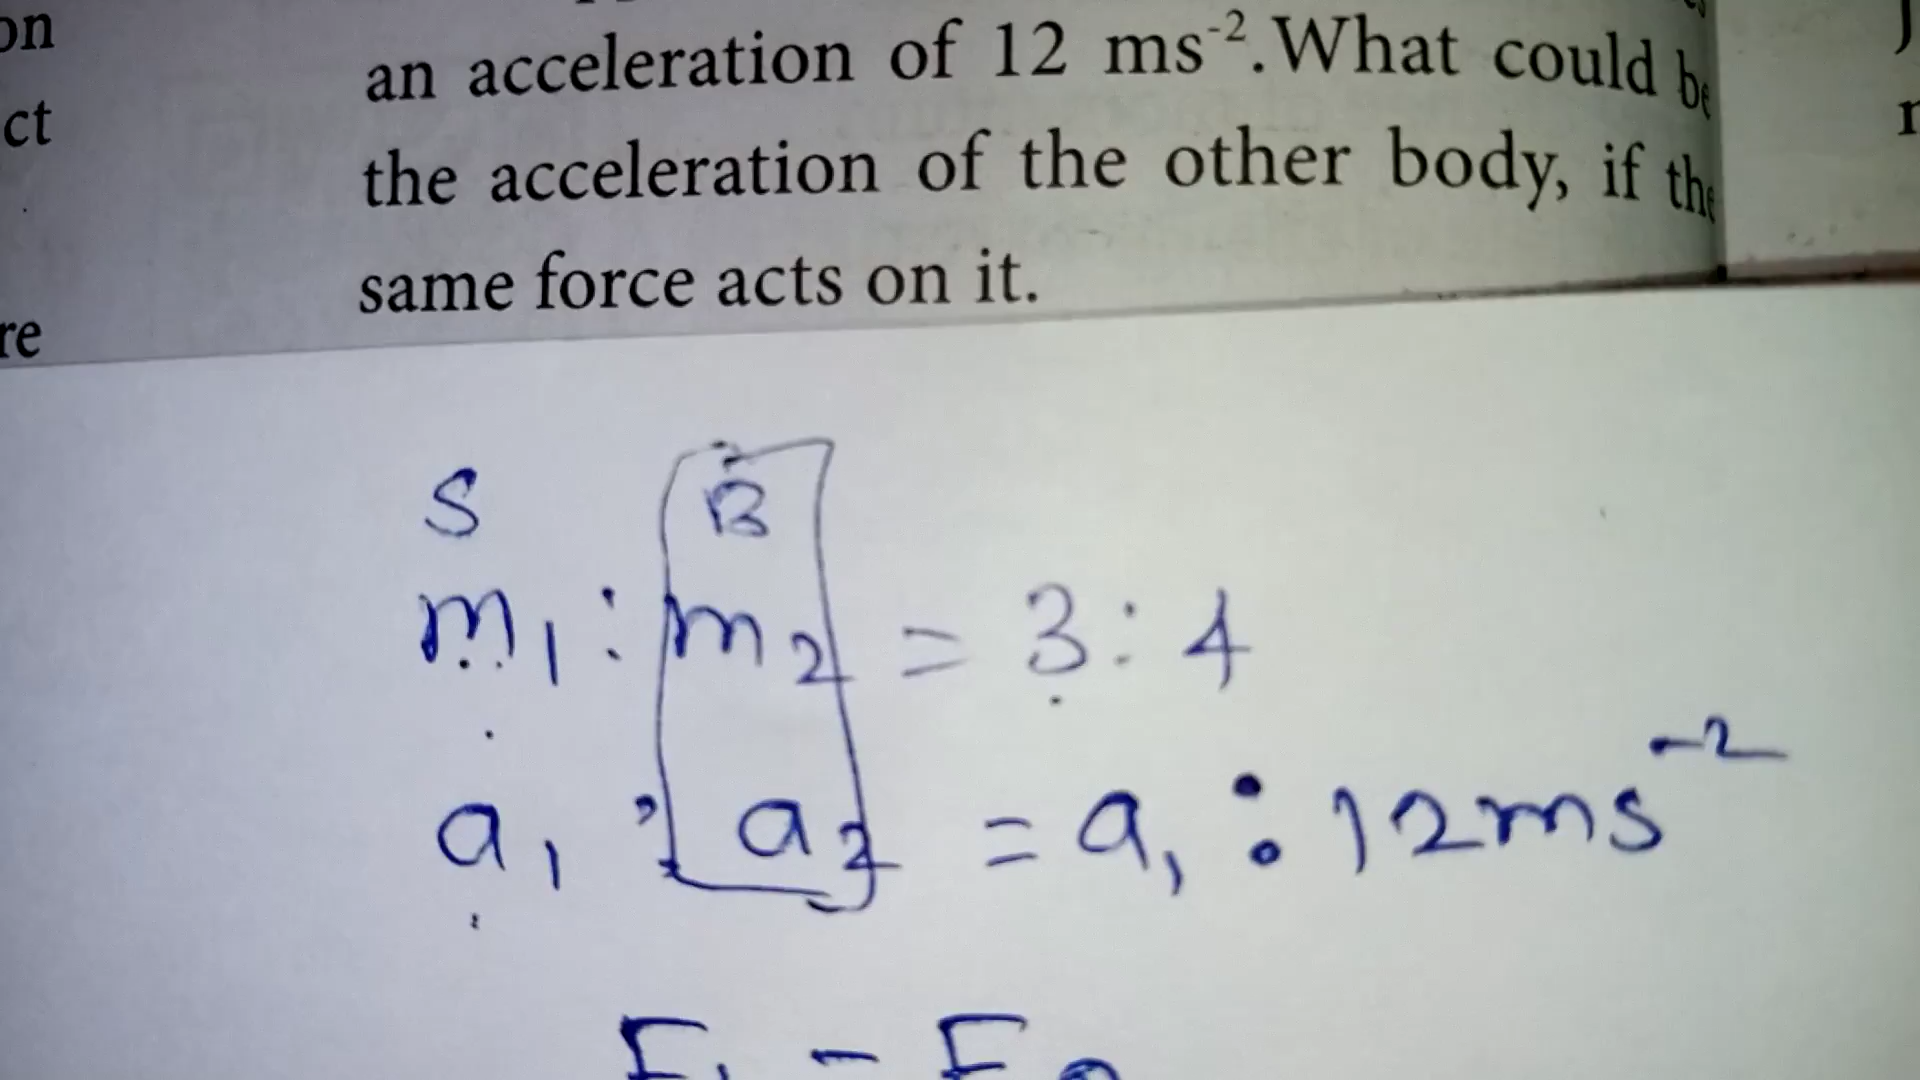 on
ct
re
an acceleration of 12 ms⁻².What could be
the acceleration of the other body, if the
same force acts on it.
S B
m₁ : m₂ = 3 : 4
a₁ : a₂ = a₁ : 12ms⁻²